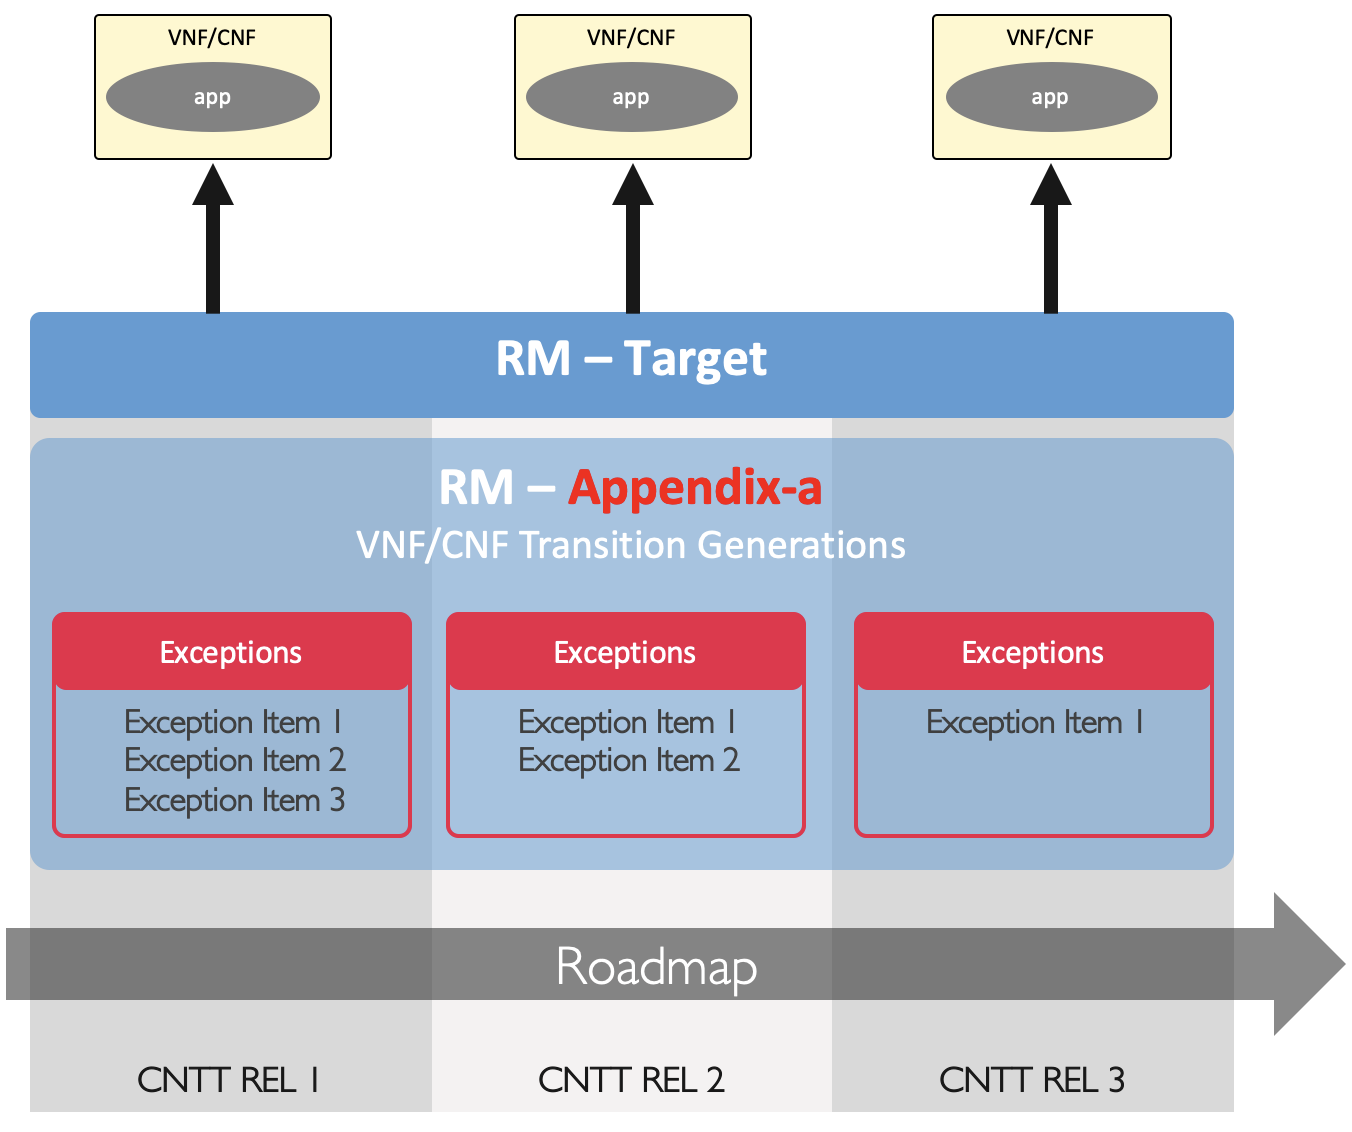 VNF/CNF
app
VNF/CNF
app
VNF/CNF
app
RM – Target
RM – Appendix-a
VNF/CNF Transition Generations
Exceptions
Exception Item 1
Exception Item 2
Exception Item 3
Exceptions
Exception Item 1
Exception Item 2
Exceptions
Exception Item 1
Roadmap
CNTT REL 1
CNTT REL 2
CNTT REL 3